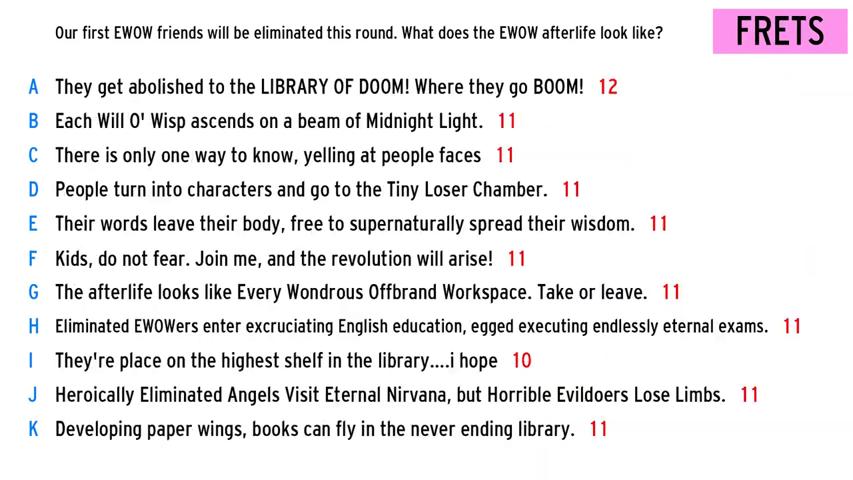 Our first EWOW friends will be eliminated this round. What does the EWOW afterlife look like?
FRETS
A They get abolished to the LIBRARY OF DOOM! Where they go BOOM! 12
B Each Will O' Wisp ascends on a beam of Midnight Light. 11
C There is only one way to know, yelling at people faces 11
D People turn into characters and go to the Tiny Loser Chamber. 11
E Their words leave their body, free to supernaturally spread their wisdom. 11
F Kids, do not fear. Join me, and the revolution will arise! 11
G The afterlife looks like Every Wondrous Offbrand Workspace. Take or leave. 11
H Eliminated EWOWers enter excruciating English education, egged executing endlessly eternal exams. 11
I They're place on the highest shelf in the library....i hope 10
J Heroically Eliminated Angels Visit Eternal Nirvana, but Horrible Evildoers Lose Limbs. 11
K Developing paper wings, books can fly in the never ending library. 11